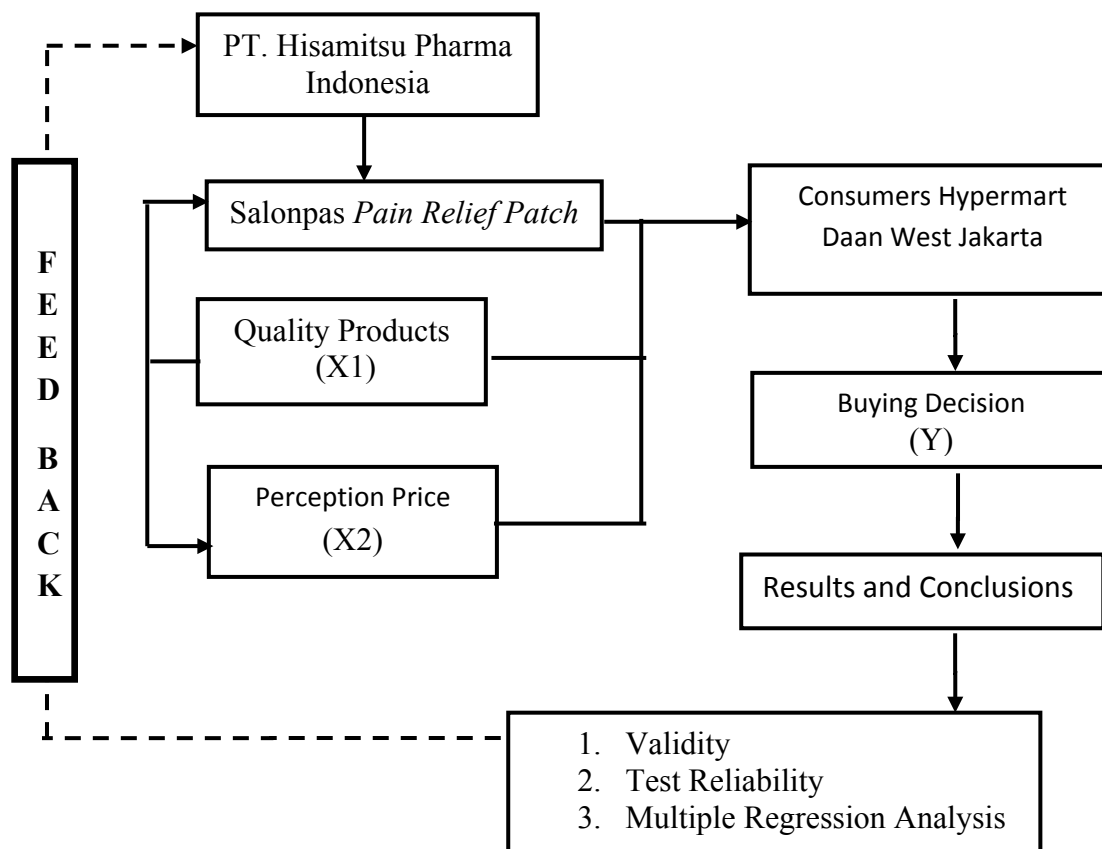 PT. Hisamitsu Pharma
Indonesia
Salonpas Pain Relief Patch
Quality Products
(X1)
Perception Price
(X2)
Consumers Hypermart
Daan West Jakarta
Buying Decision
(Y)
Results and Conclusions
1. Validity
2. Test Reliability
3. Multiple Regression Analysis
F
E
E
D
B
A
C
K